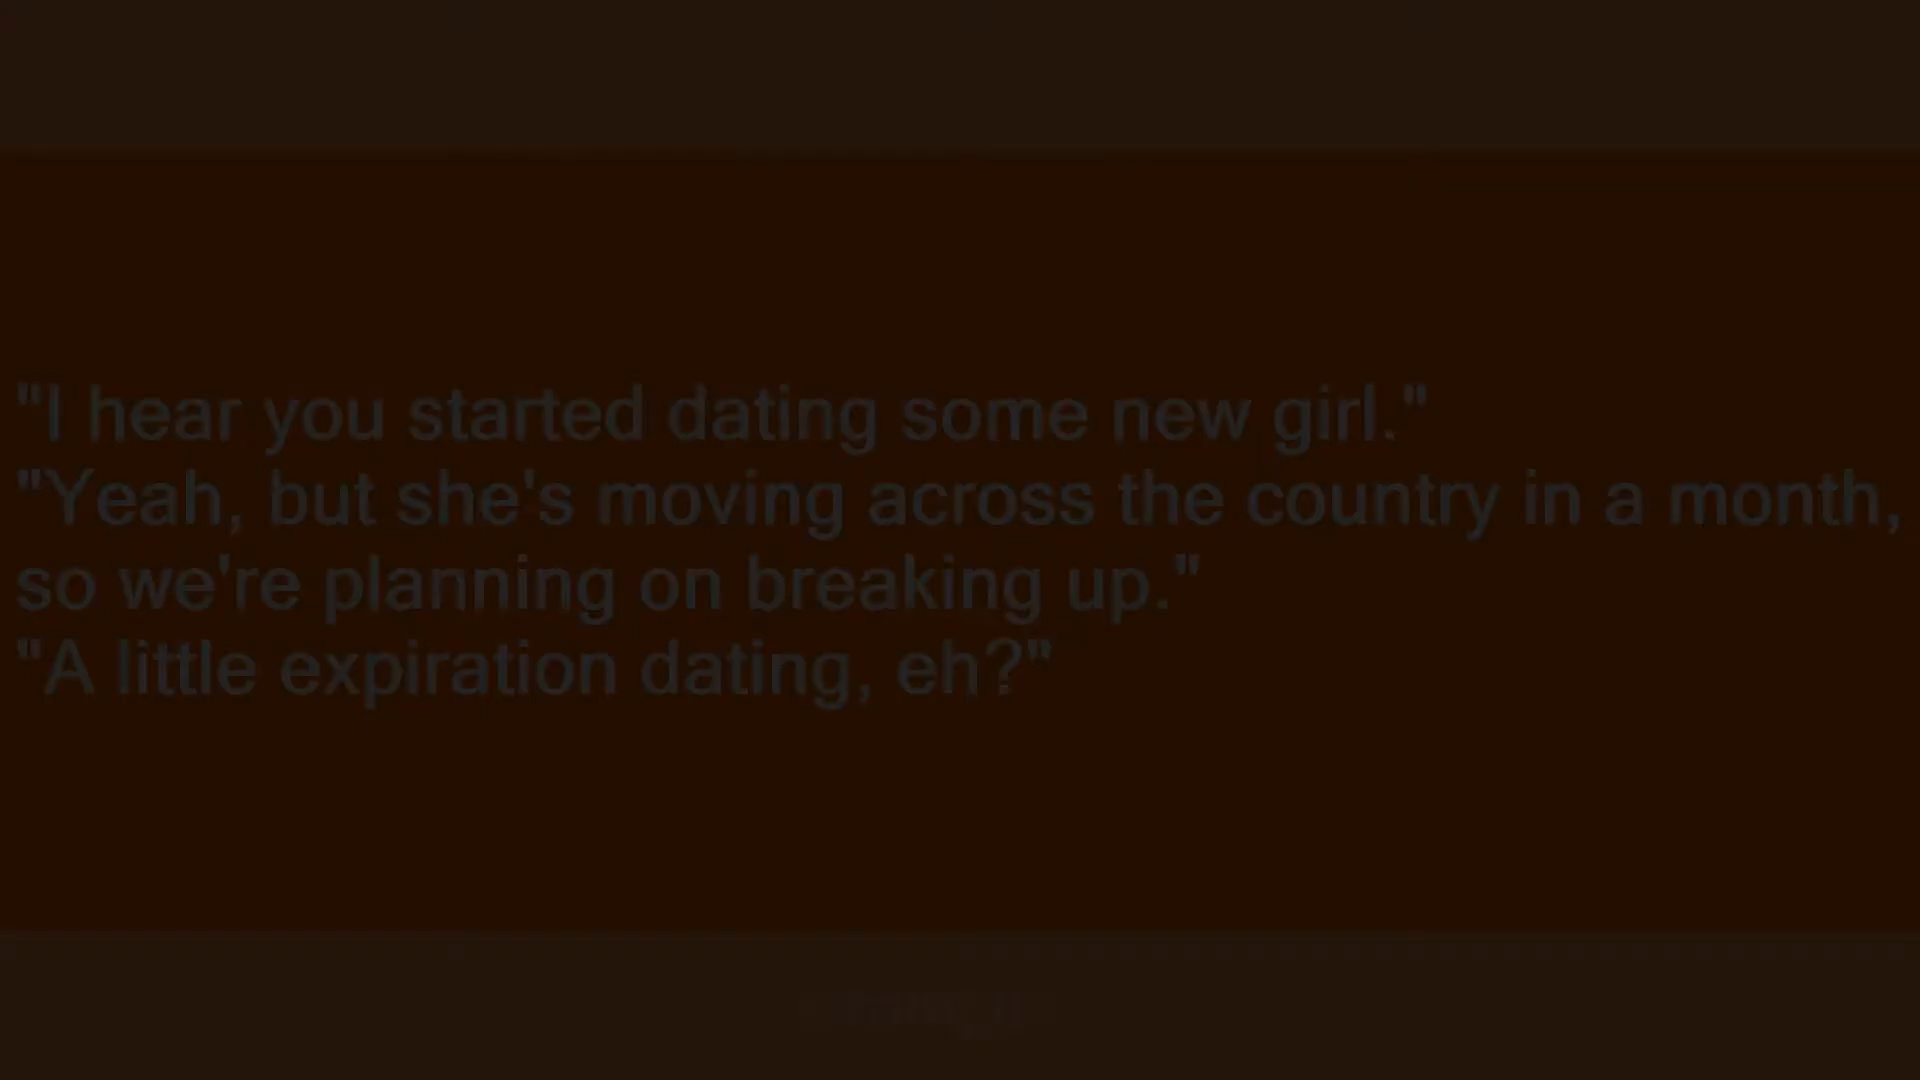 "I hear you started dating some new girl."
"Yeah, but she's moving across the country in a month,
so we're planning on breaking up."
"A little expiration dating, eh?"